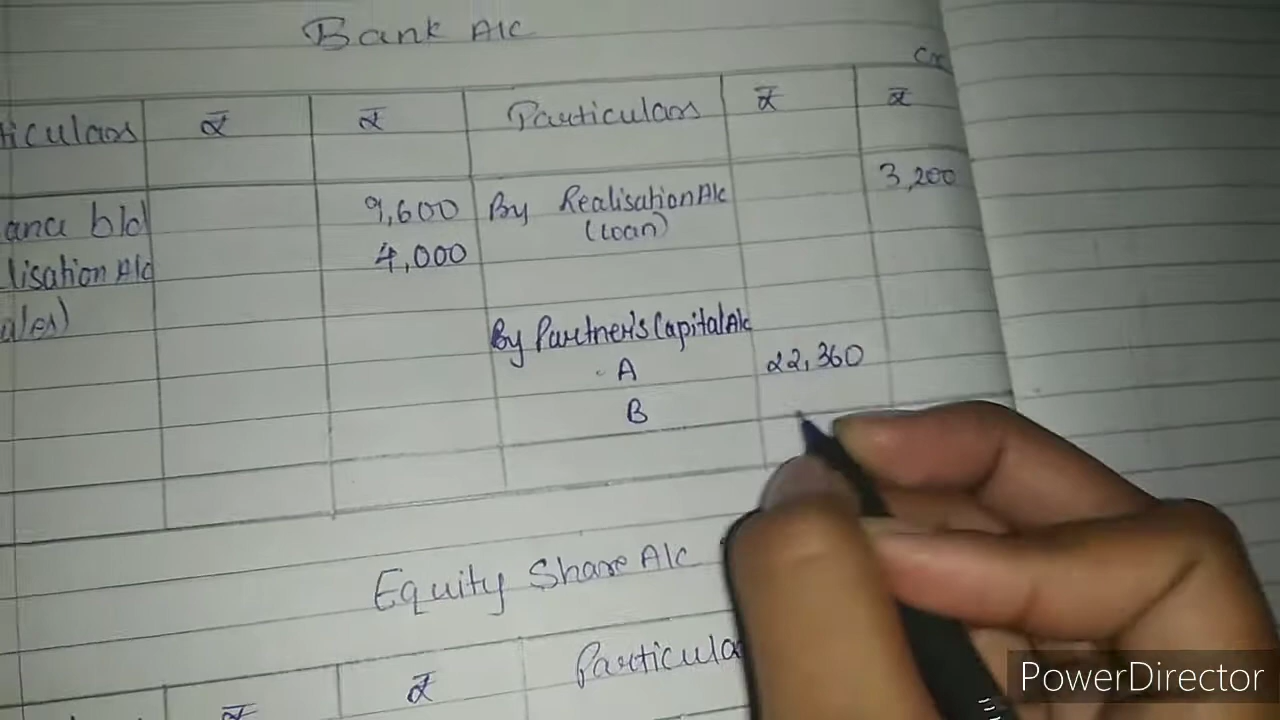 Bank A/c
Cr
ticulars ₹ ₹ Particulars ₹ ₹
ance b/d 9,600 By Realisation A/c 3,200
lisation A/c 4,000 (loan)
ales)
By Partner's Capital A/c
A 22,360
B
Equity Share A/c
₹ ₹ Particula
PowerDirector